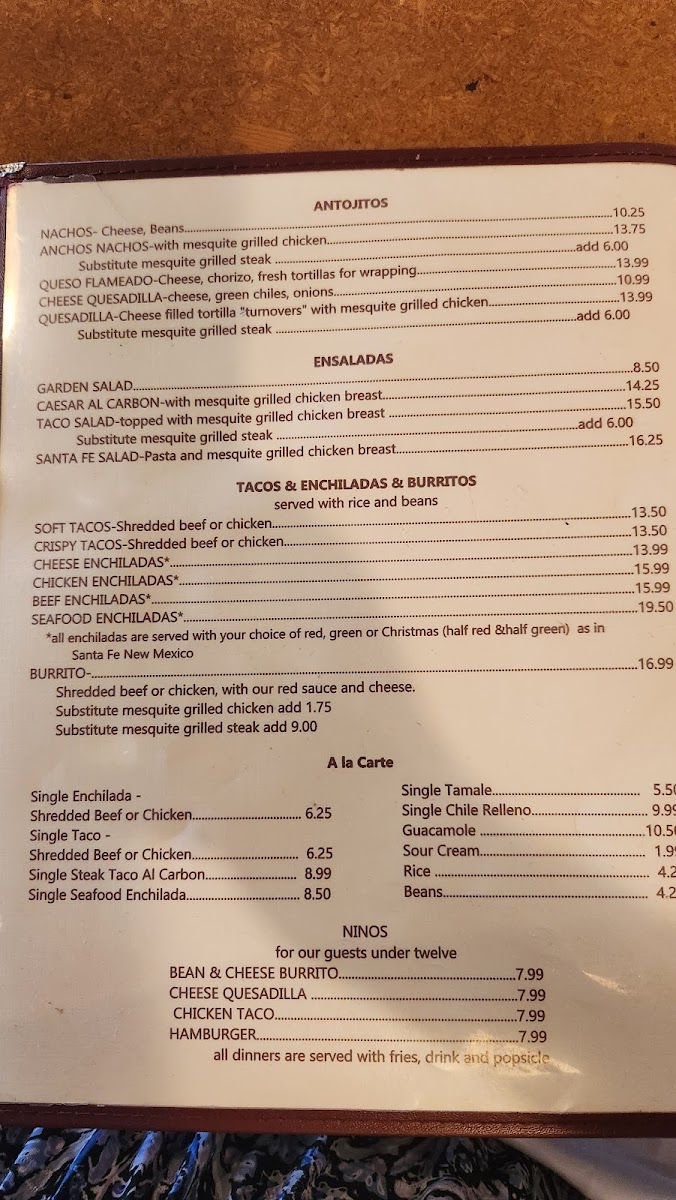 ANTOJITOS
NACHOS- Cheese, Beans....................10.25
ANCHOS NACHOS-with mesquite grilled chicken....................13.75
Substitute mesquite grilled steak ....................add 6.00
QUESO FLAMEADO-Cheese, chorizo, fresh tortillas for wrapping....................13.99
CHEESE QUESADILLA-cheese, green chiles, onions....................10.99
QUESADILLA-Cheese filled tortilla "turnovers" with mesquite grilled chicken....................13.99
Substitute mesquite grilled steak ....................add 6.00
ENSALADAS
GARDEN SALAD....................8.50
CAESAR AL CARBON-with mesquite grilled chicken breast....................14.25
TACO SALAD-topped with mesquite grilled chicken breast ....................15.50
Substitute mesquite grilled steak ....................add 6.00
SANTA FE SALAD-Pasta and mesquite grilled chicken breast....................16.25
TACOS & ENCHILADAS & BURRITOS
served with rice and beans
SOFT TACOS-Shredded beef or chicken....................13.50
CRISPY TACOS-Shredded beef or chicken....................13.50
CHEESE ENCHILADAS*....................13.99
CHICKEN ENCHILADAS*....................15.99
BEEF ENCHILADAS*....................15.99
SEAFOOD ENCHILADAS*....................19.50
*all enchiladas are served with your choice of red, green or Christmas (half red &half green) as in
Santa Fe New Mexico
BURRITO-....................16.99
Shredded beef or chicken, with our red sauce and cheese.
Substitute mesquite grilled chicken add 1.75
Substitute mesquite grilled steak add 9.00
A la Carte
Single Enchilada -
Shredded Beef or Chicken.................... 6.25
Single Taco -
Shredded Beef or Chicken.................... 6.25
Single Steak Taco Al Carbon.................... 8.99
Single Seafood Enchilada.................... 8.50
Single Tamale.................... 5.50
Single Chile Relleno.................... 9.99
Guacamole ....................10.50
Sour Cream.................... 1.9
Rice .................... 4.2
Beans.................... 4.2
NINOS
for our guests under twelve
BEAN & CHEESE BURRITO....................7.99
CHEESE QUESADILLA ....................7.99
CHICKEN TACO....................7.99
HAMBURGER....................7.99
all dinners are served with fries, drink and popsicle